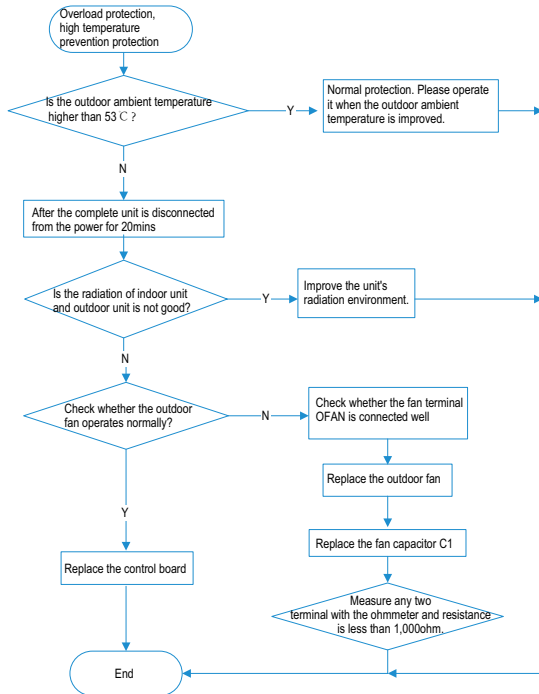 Overload protection,
high temperature
prevention protection
Is the outdoor ambient temperature
higher than 53℃ ?
Y
Normal protection. Please operate
it when the outdoor ambient
temperature is improved.
N
After the complete unit is disconnected
from the power for 20mins
Is the radiation of indoor unit
and outdoor unit is not good?
Y
Improve the unit's
radiation environment.
N
Check whether the outdoor
fan operates normally?
N
Check whether the fan terminal
OFAN is connected well
Replace the outdoor fan
Y
Replace the fan capacitor C1
Replace the control board
Measure any two
terminal with the ohmmeter and resistance
is less than 1,000ohm.
End